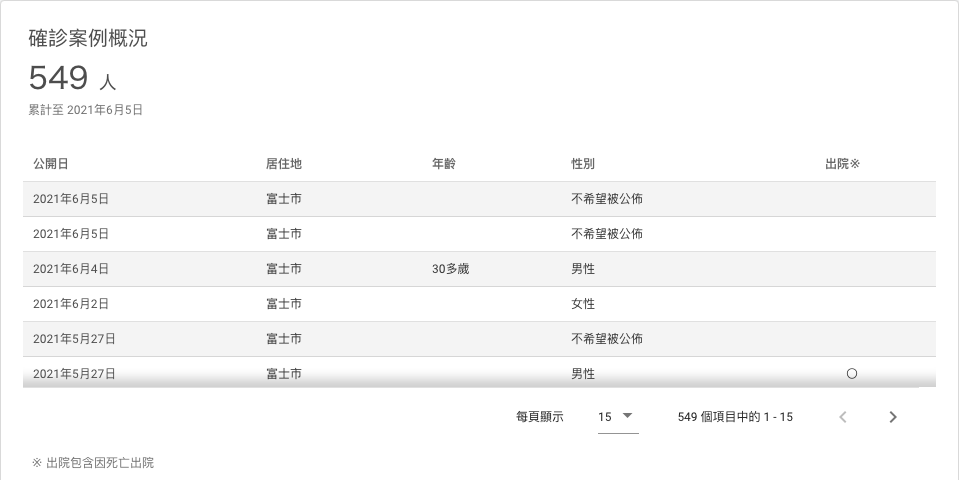 確診案例概況
549 人
累計至 2021年6月5日
公開日 居住地 年齡 性別 出院※
2021年6月5日 富士市 不希望被公佈
2021年6月5日 富士市 不希望被公佈
2021年6月4日 富士市 30多歲 男性
2021年6月2日 富士市 女性
2021年5月27日 富士市 不希望被公佈
2021年5月27日 富士市 男性 〇
每頁顯示 15 549 個項目中的 1 - 15
※ 出院包含因死亡出院